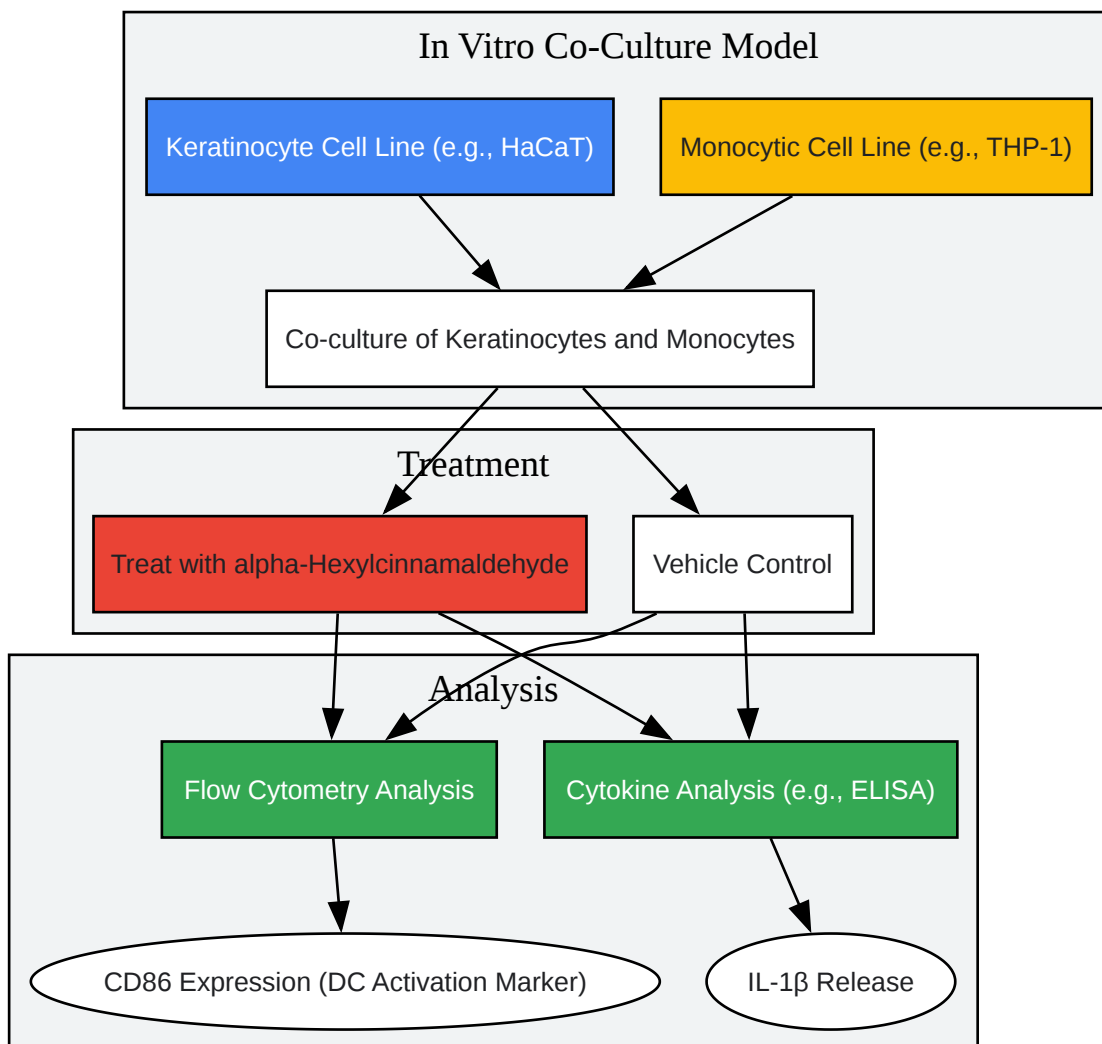 In Vitro Co-Culture Model
Keratinocyte Cell Line (e.g., HaCaT)
Monocytic Cell Line (e.g., THP-1)
Co-culture of Keratinocytes and Monocytes
Treatment
Treat with alpha-Hexylcinnamaldehyde
Vehicle Control
Analysis
Flow Cytometry Analysis
Cytokine Analysis (e.g., ELISA)
CD86 Expression (DC Activation Marker)
IL-1β Release